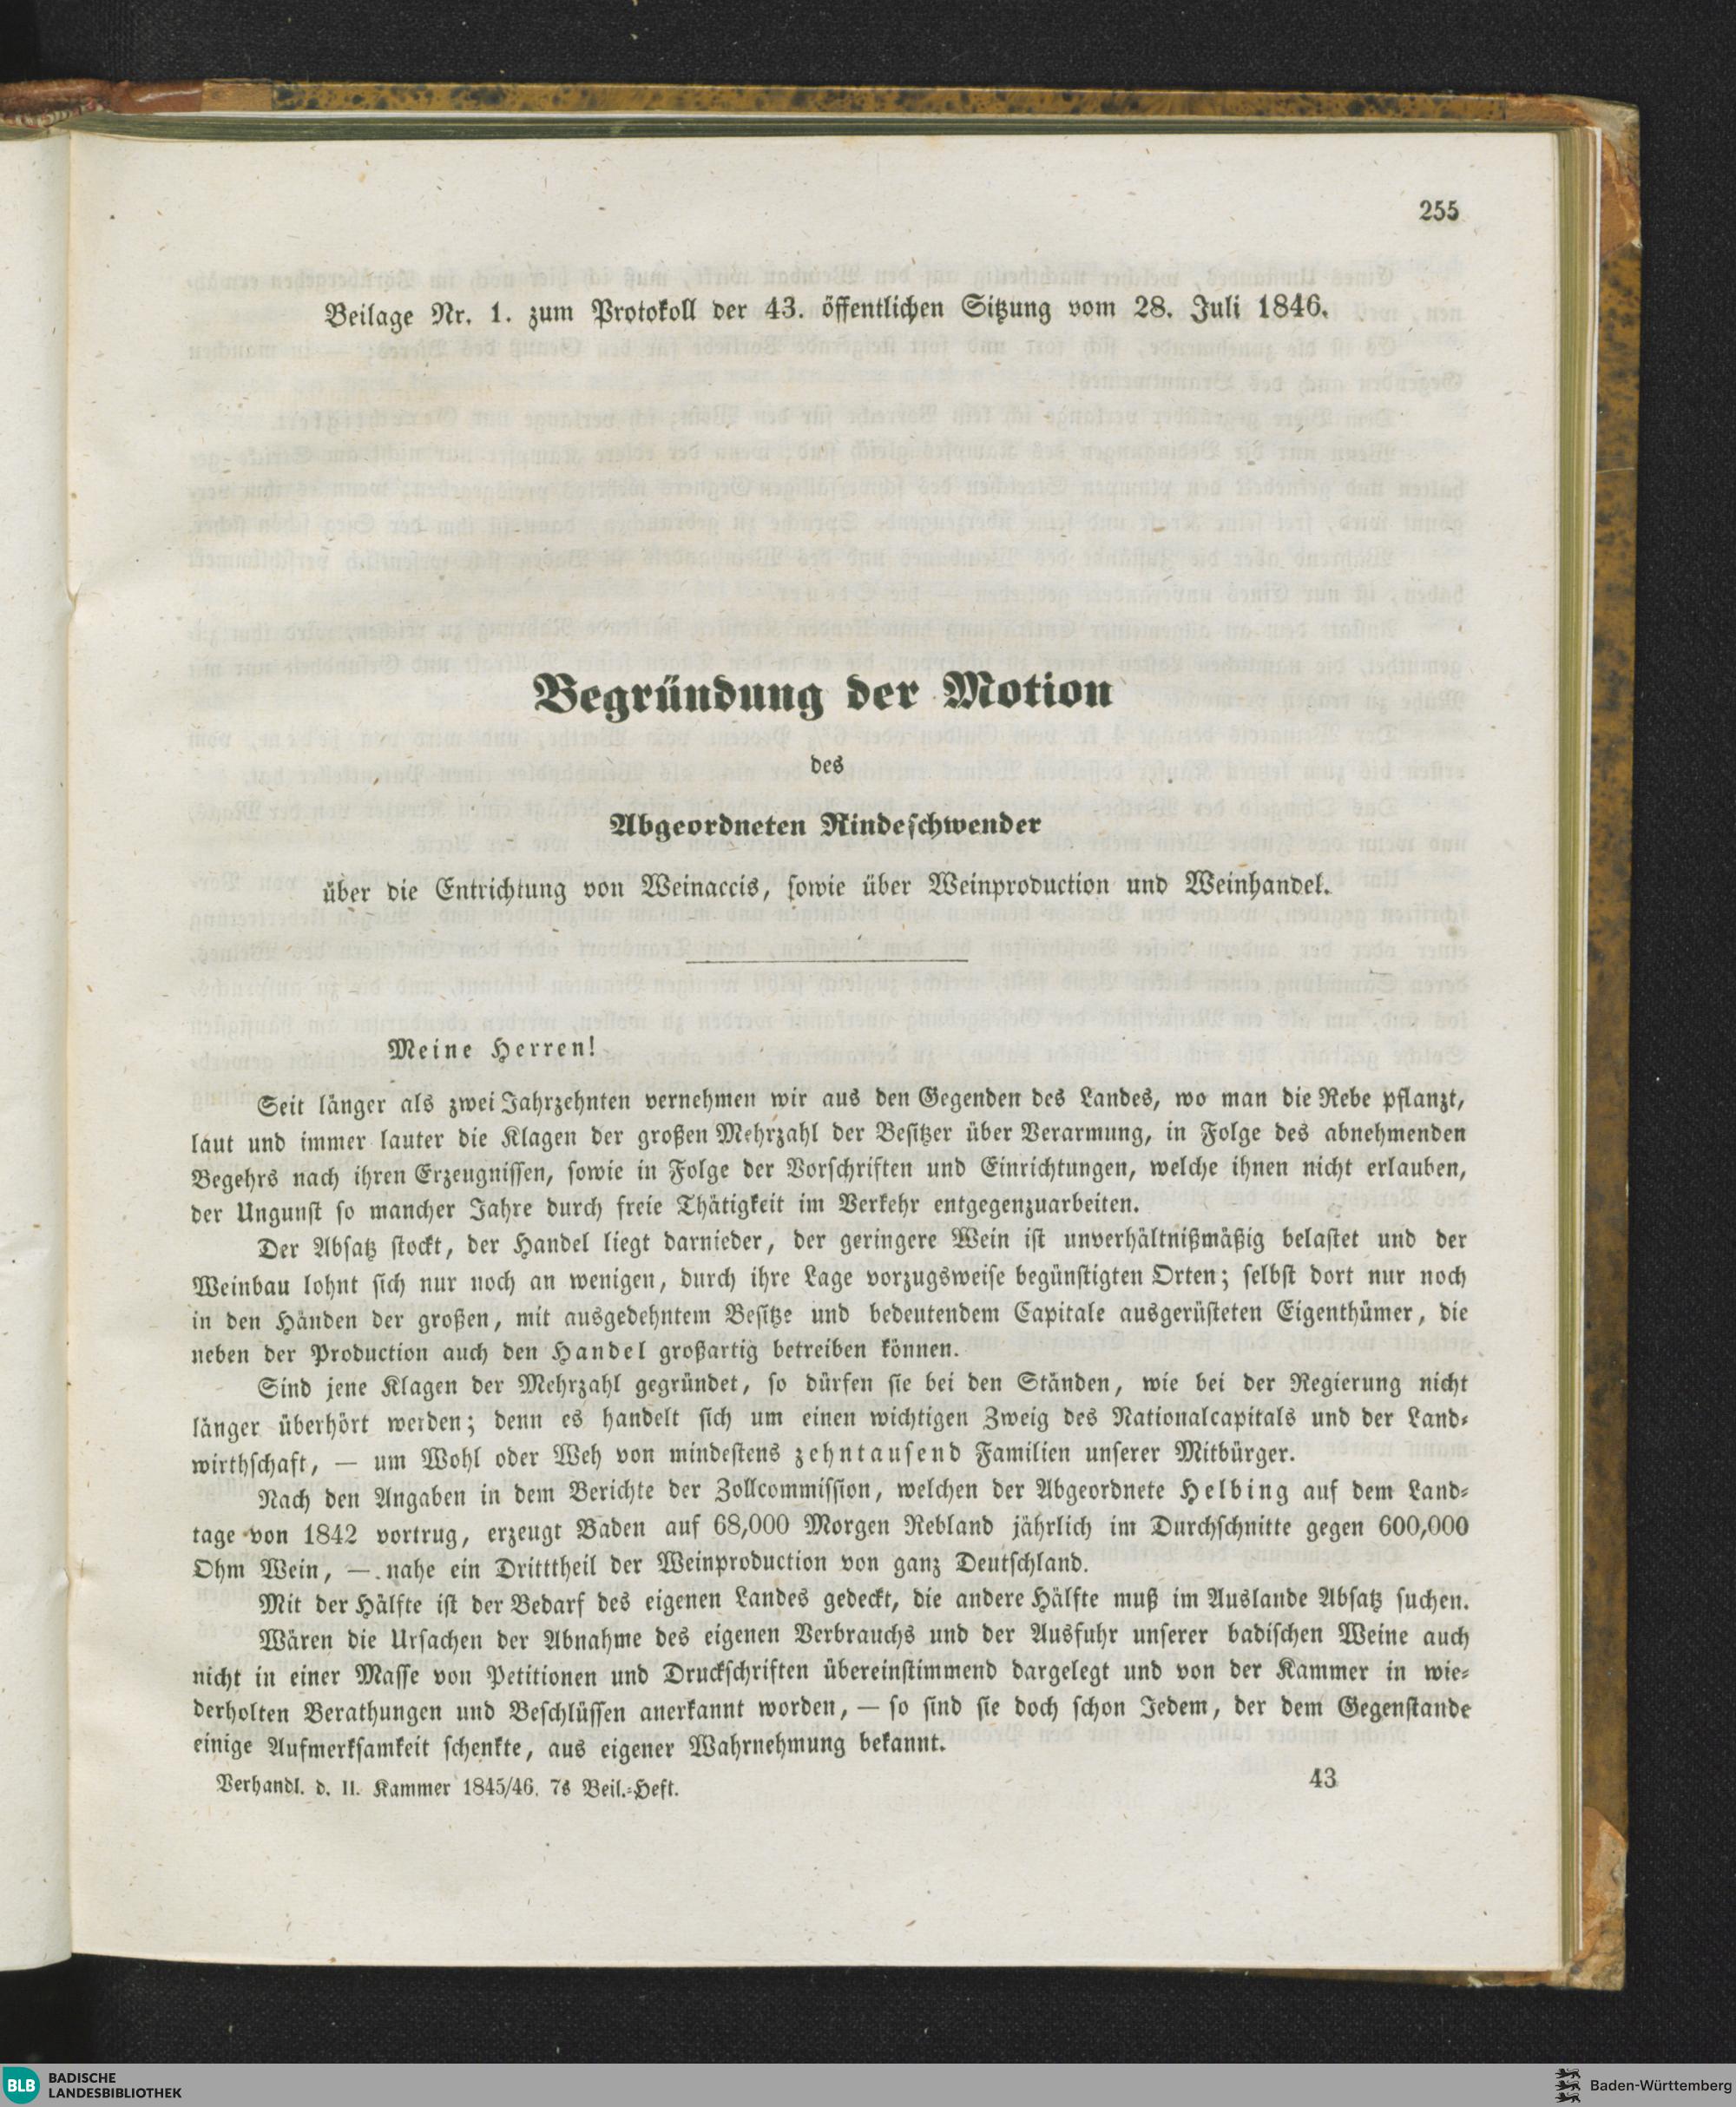 255
Beilage Nr. 1. zum Protokoll der 43. öffentlichen Sitzung vom 28. Juli 1846.
Begründung der Motion
des
Abgeordneten Rindeschwender
über die Entrichtung von Weinaccis, sowie über Weinproduction und Weinhandel.
Meine Herren!
Seit länger als zwei Jahrzehnten vernehmen wir aus den Gegenden des Landes, wo man die Rebe pflanzt,
laut und immer lauter die Klagen der großen Mehrzahl der Besitzer über Verarmung, in Folge des abnehmenden
Begehrs nach ihren Erzeugnissen, sowie in Folge der Vorschriften und Einrichtungen, welche ihnen nicht erlauben,
der Ungunst so mancher Jahre durch freie Thätigkeit im Verkehr entgegenzuarbeiten.
Der Absatz stockt, der Handel liegt darnieder, der geringere Wein ist unverhältnißmäßig belastet und der
Weinbau lohnt sich nur noch an wenigen, durch ihre Lage vorzugsweise begünstigten Orten; selbst dort nur noch
in den Händen der großen, mit ausgedehntem Besitze und bedeutendem Capitale ausgerüsteten Eigenthümer, die
neben der Production auch den Handel großartig betreiben können.
Sind jene Klagen der Mehrzahl gegründet, so dürfen sie bei den Ständen, wie bei der Regierung nicht
länger überhört werden; denn es handelt sich um einen wichtigen Zweig des Nationalcapitals und der Land-
wirthschaft, — um Wohl oder Weh von mindestens zehntausend Familien unserer Mitbürger.
Nach den Angaben in dem Berichte der Zollcommission, welchen der Abgeordnete Helbing auf dem Land-
tage von 1842 vortrug, erzeugt Baden auf 68,000 Morgen Rebland jährlich im Durchschnitte gegen 600,000
Ohm Wein, — nahe ein Dritttheil der Weinproduction von ganz Deutschland.
Mit der Hälfte ist der Bedarf des eigenen Landes gedeckt, die andere Hälfte muß im Auslande Absatz suchen.
Wären die Ursachen der Abnahme des eigenen Verbrauchs und der Ausfuhr unserer badischen Weine auch
nicht in einer Masse von Petitionen und Druckschriften übereinstimmend dargelegt und von der Kammer in wie-
derholten Berathungen und Beschlüssen anerkannt worden, — so sind sie doch schon Jedem, der dem Gegenstande
einige Aufmerksamkeit schenkte, aus eigener Wahrnehmung bekannt.
Verhandl. d. II. Kammer 1845/46. 7s Beil.-Heft.
43
BLB BADISCHE
LANDESBIBLIOTHEK
Baden-Württemberg